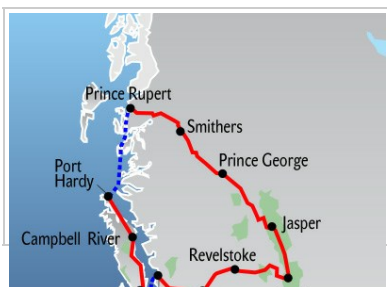 Prince Rupert
Smithers
Prince George
Port
Hardy
Jasper
Campbell River
Revelstoke